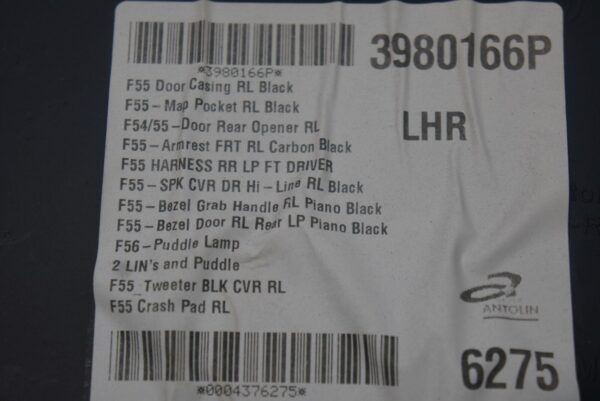 3980166P
*3980166P*
F55 Door Casing RL Black
F55-Map Pocket RL Black
F54/55-Door Rear Opener RL
LHR
F55-Armrest FRT RL Carbon Black
F55 HARNESS RR LP FT DRIVER
F55-SPK CVR DR Hi-Line RL Black
F55-Bezel Grab Handle RL Piano Black
F55-Bezel Door RL Rear LP Piano Black
F56-Puddle Lamp
2 LIN's and Puddle
F55_Tweeter BLK CVR RL
F55 Crash Pad RL
ANTOLIN
6275
*0004376275*